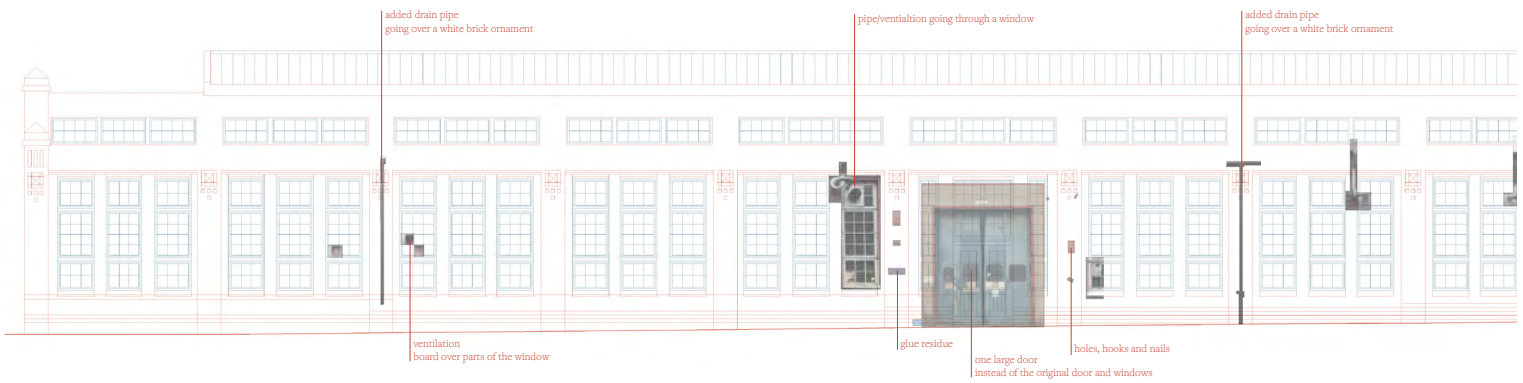 added drain pipe
going over a white brick ornament
pipe/ventialtion going through a window
added drain pipe
going over a white brick ornament
ventilation
board over parts of the window
glue residue
one large door
instead of the original door and windows
holes, hooks and nails